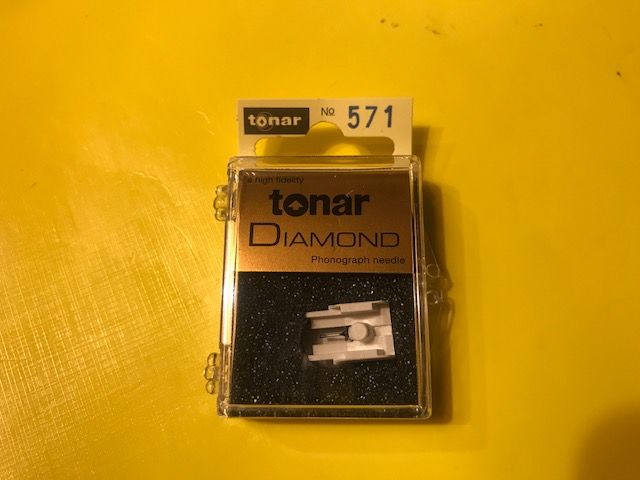 tonar No 571
a high fidelity
tonar
DIAMOND
Phonograph needle